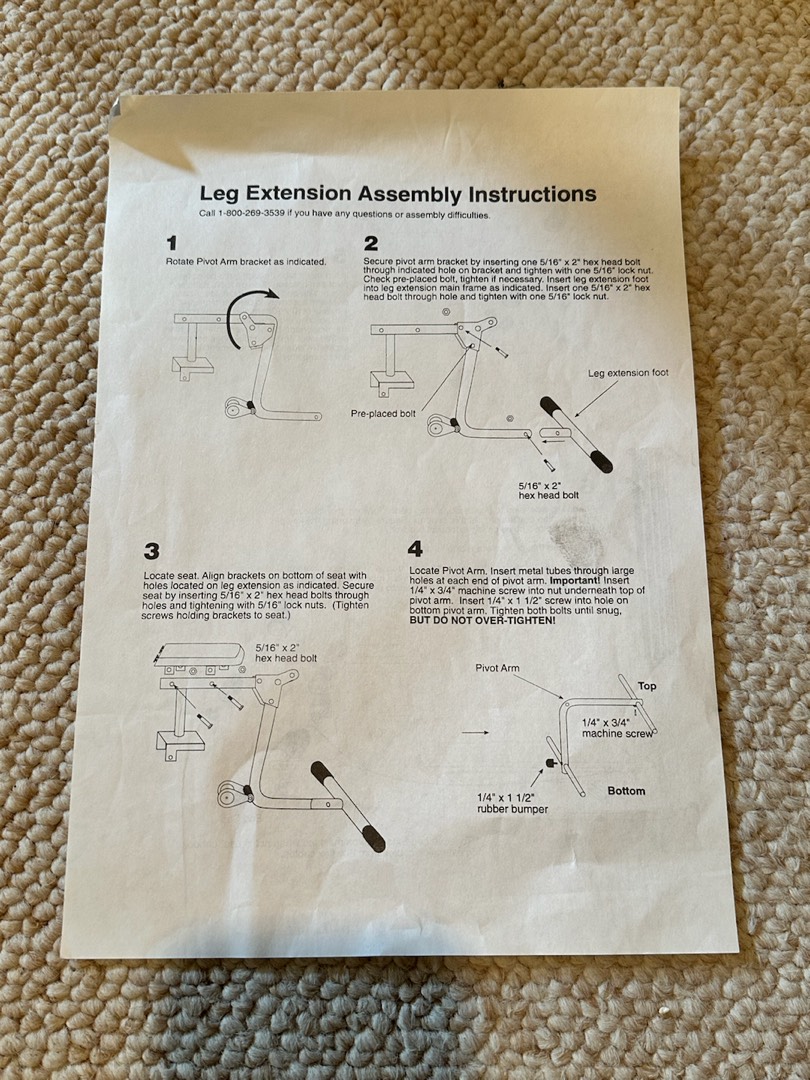 Leg Extension Assembly Instructions
Call 1-800-269-3539 if you have any questions or assembly difficulties.
1
Rotate Pivot Arm bracket as indicated.
2
Secure pivot arm bracket by inserting one 5/16" x 2" hex head bolt
through indicated hole on bracket and tighten with one 5/16" lock nut.
Check pre-placed bolt, tighten if necessary. Insert leg extension foot
into leg extension main frame as indicated. Insert one 5/16" x 2" hex
head bolt through hole and tighten with one 5/16" lock nut.
Leg extension foot
Pre-placed bolt
5/16" x 2"
hex head bolt
3
Locate seat. Align brackets on bottom of seat with
holes located on leg extension as indicated. Secure
seat by inserting 5/16" x 2" hex head bolts through
holes and tightening with 5/16" lock nuts. (Tighten
screws holding brackets to seat.)
5/16" x 2"
hex head bolt
4
Locate Pivot Arm. Insert metal tubes through large
holes at each end of pivot arm. Important! Insert
1/4" x 3/4" machine screw into nut underneath top of
pivot arm. Insert 1/4" x 1 1/2" screw into hole on
bottom pivot arm. Tighten both bolts until snug,
BUT DO NOT OVER-TIGHTEN!
Pivot Arm
Top
1/4" x 3/4"
machine screw
1/4" x 1 1/2"
rubber bumper
Bottom